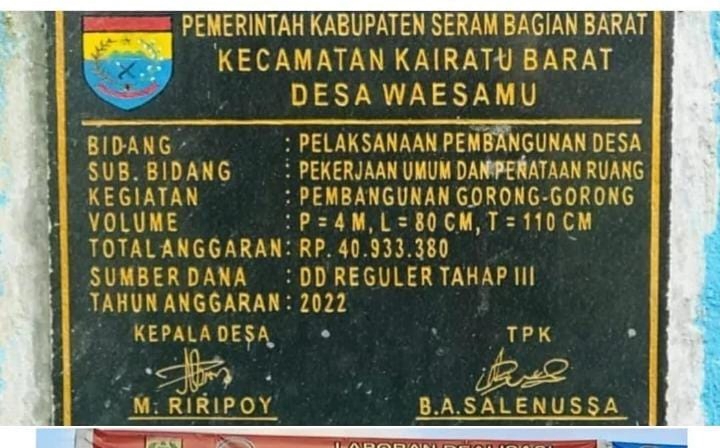 PEMERINTAH KABUPATEN SERAM BAGIAN BARAT
KECAMATAN KAIRATU BARAT
DESA WAESAMU
BIDANG : PELAKSANAAN PEMBANGUNAN DESA
SUB. BIDANG : PEKERJAAN UMUM DAN PENATAAN RUANG
KEGIATAN : PEMBANGUNAN GORONG-GORONG
VOLUME : P = 4 M, L = 80 CM, T = 110 CM
TOTAL ANGGARAN : RP. 40.933.380
SUMBER DANA : DD REGULER TAHAP III
TAHUN ANGGARAN : 2022
KEPALA DESA TPK
M. RIRIPOY B.A.SALENUSSA
LAPORAN REALISASI